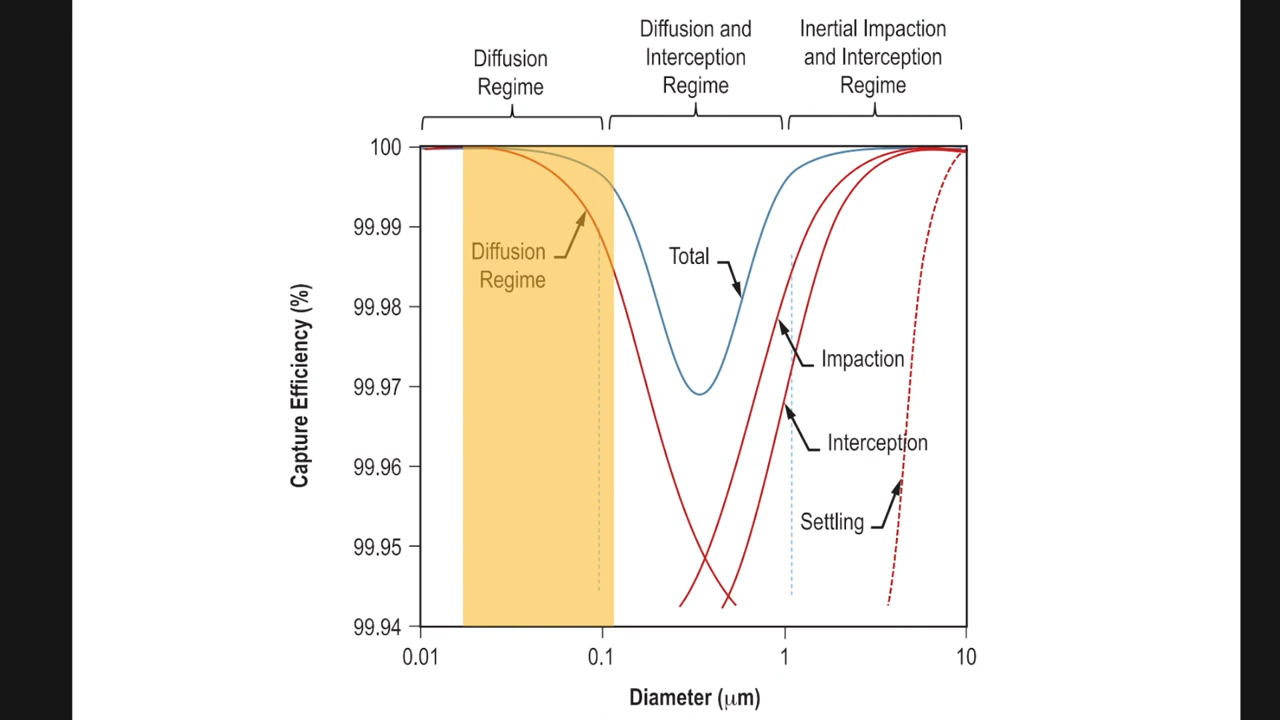 Diffusion
Regime
Diffusion and
Interception
Regime
Inertial Impaction
and Interception
Regime
100
99.99
99.98
99.97
99.96
99.95
99.94
Capture Efficiency (%)
Diffusion
Regime
Total
Impaction
Interception
Settling
0.01
0.1
1
10
Diameter (μm)